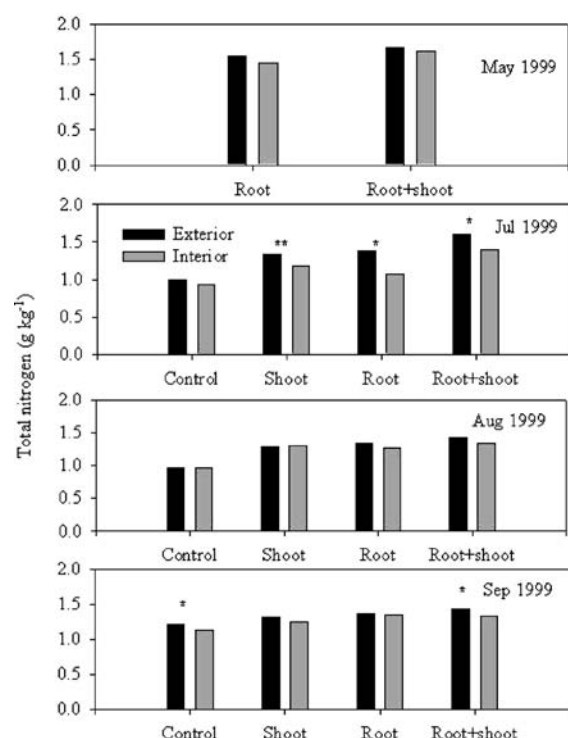 Total nitrogen (g kg-1)
2.0
May 1999
1.5
1.0
0.5
0.0
Root Root+shoot
2.0
Exterior
Interior
** * *
Jul 1999
1.5
1.0
0.5
0.0
Control Shoot Root Root+shoot
2.0
Aug 1999
1.5
1.0
0.5
0.0
Control Shoot Root Root+shoot
2.0
* *
Sep 1999
1.5
1.0
0.5
0.0
Control Shoot Root Root+shoot